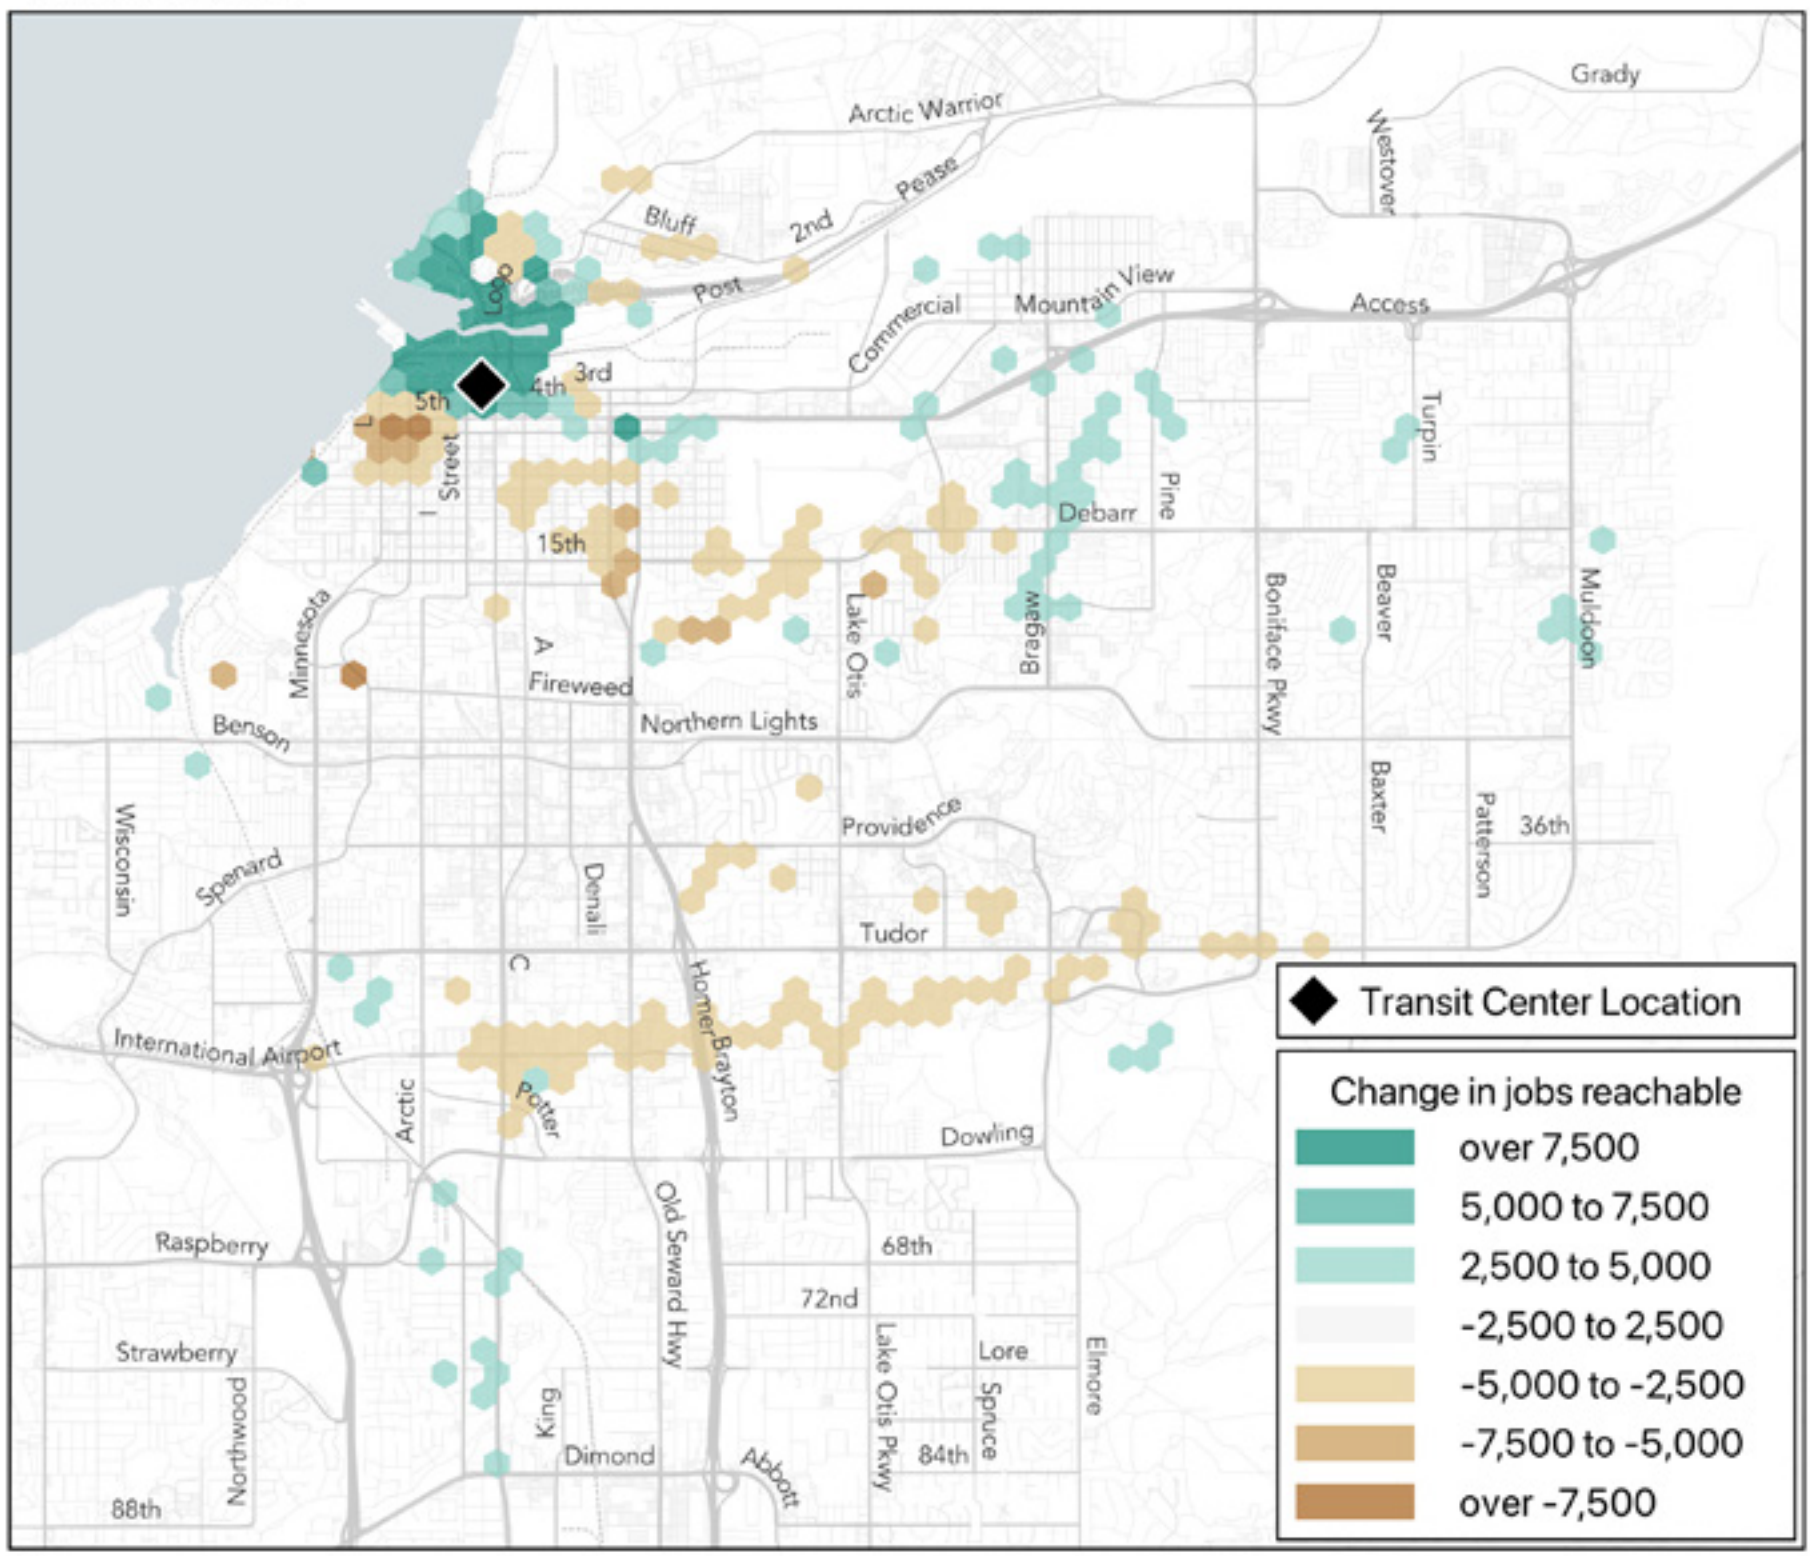 Grady
Arctic Warrior
Westover
Pease
Bluff
2nd
Loop
Post
Mountain View
Access
Commercial
3rd
4th
5th
L
Street
I
Turpin
Pine
Debarr
15th
Minnesota
A
Lake Otis
Bragaw
Boniface Pkwy
Beaver
Muldoon
Fireweed
Benson
Northern Lights
Wisconsin
Spenard
Denali
Providence
Baxter
Patterson
36th
Tudor
C
Homer
Brayton
International Airport
Arctic
Potter
Dowling
Old Seward Hwy
Raspberry
68th
72nd
Strawberry
Northwood
King
Lake Otis Pkwy
Lore
Spruce
Elmore
Dimond
Abbott
84th
88th
Transit Center Location
Change in jobs reachable
over 7,500
5,000 to 7,500
2,500 to 5,000
-2,500 to 2,500
-5,000 to -2,500
-7,500 to -5,000
over -7,500